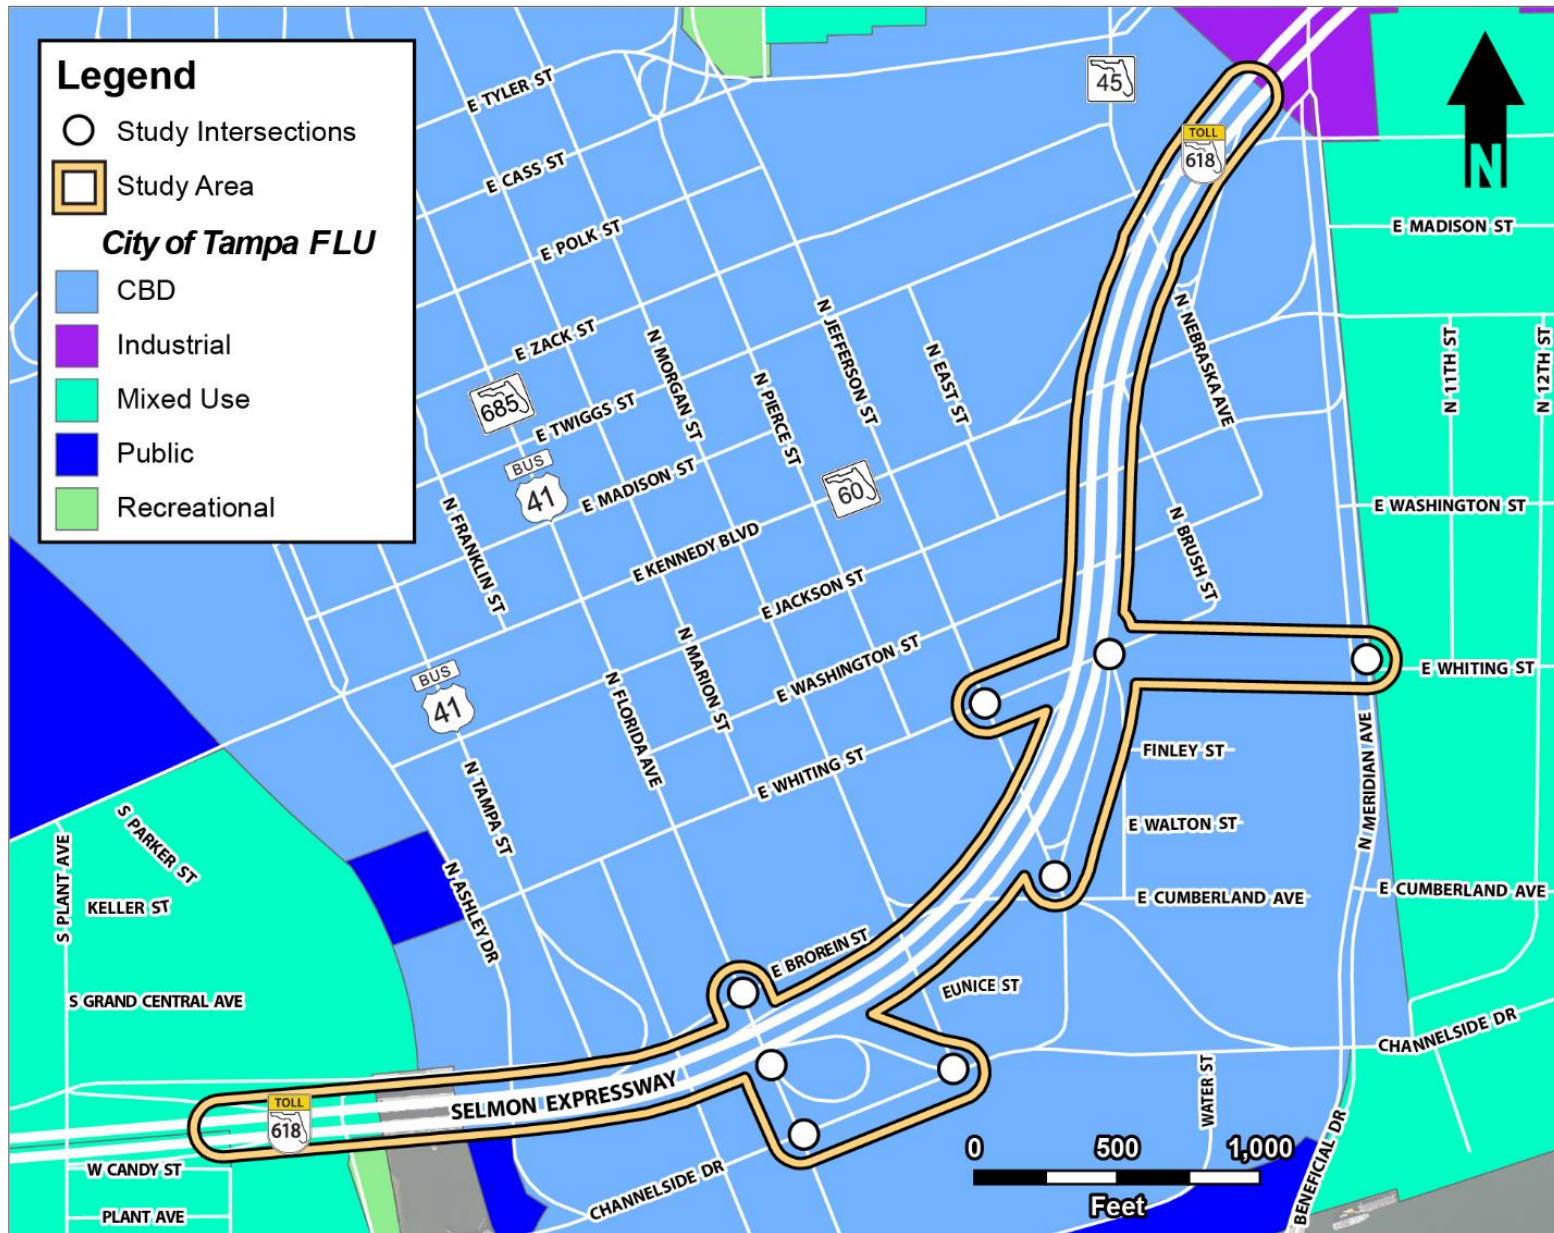 Legend
Study Intersections
Study Area
City of Tampa FLU
CBD
Industrial
Mixed Use
Public
Recreational
E TYLER ST
E CASS ST
E POLK ST
E ZACK ST
E TWIGGS ST
E MADISON ST
E KENNEDY BLVD
E JACKSON ST
E WASHINGTON ST
E WHITING ST
N FRANKLIN ST
N MORGAN ST
N PIERCE ST
N JEFFERSON ST
N EAST ST
N NEBRASKA AVE
N BRUSH ST
N MARION ST
N FLORIDA AVE
N TAMPA ST
N ASHLEY DR
685
BUS
41
60
45
TOLL
618
N
E MADISON ST
N 11TH ST
N 12TH ST
E WASHINGTON ST
E WHITING ST
N MERIDIAN AVE
FINLEY ST
E WALTON ST
E CUMBERLAND AVE
E CUMBERLAND AVE
BUS
41
S PARKER ST
S PLANT AVE
KELLER ST
S GRAND CENTRAL AVE
E BROREIN ST
EUNICE ST
CHANNELSIDE DR
WATER ST
BENEFICIAL DR
SELMON EXPRESSWAY
TOLL
618
W CANDY ST
PLANT AVE
CHANNELSIDE DR
0 500 1,000
Feet